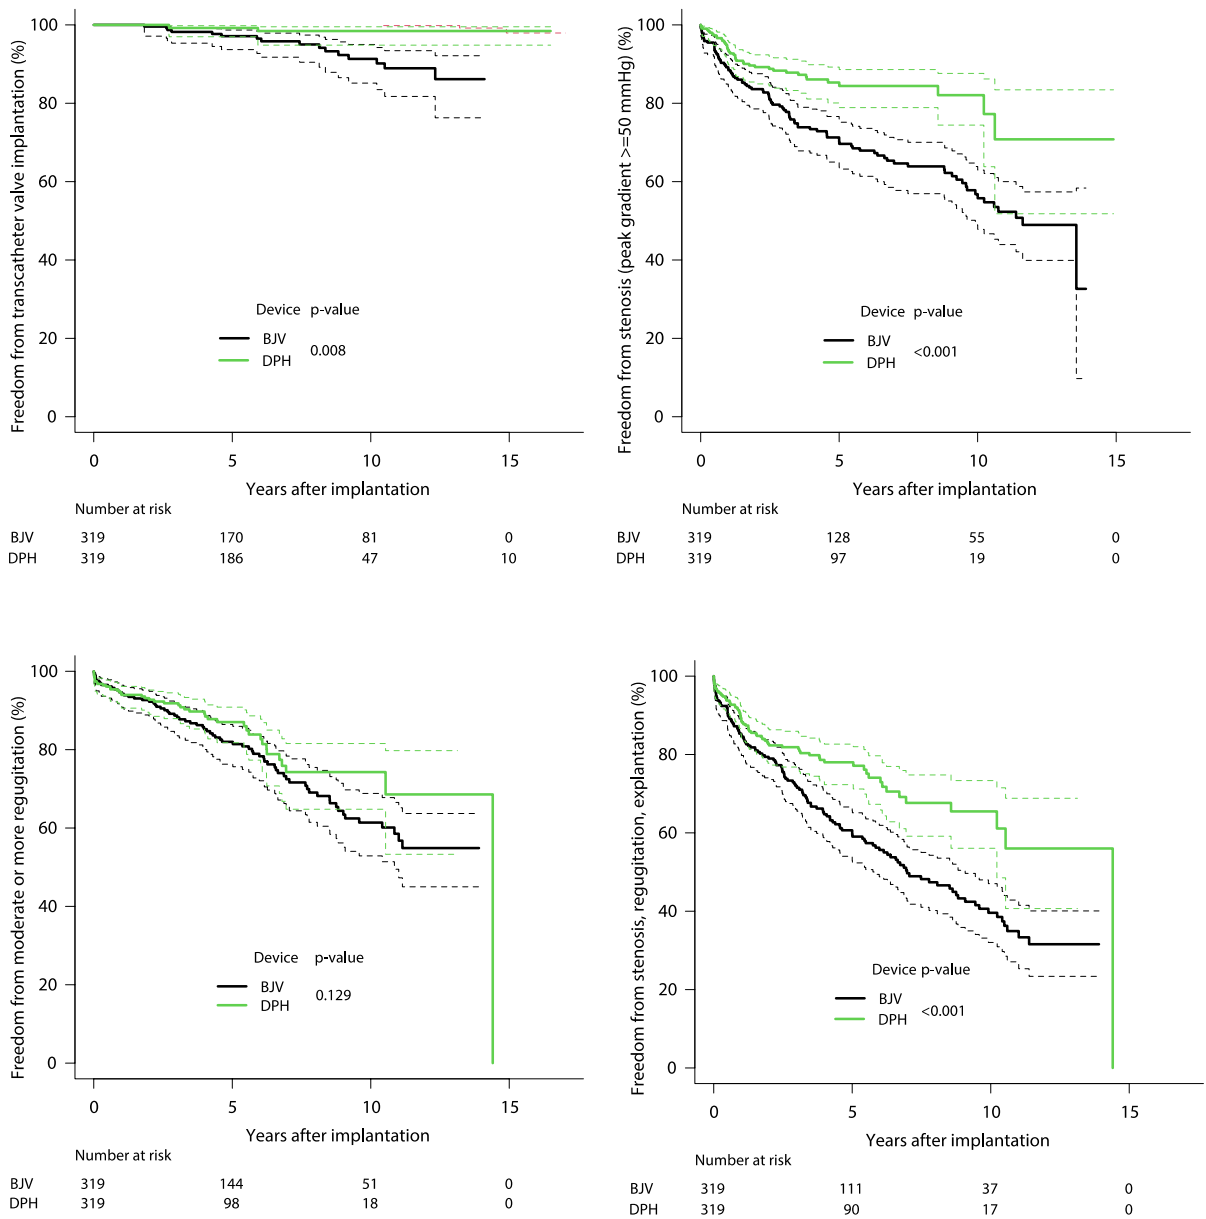 Freedom from transcatheter valve implantation (%)
100
80
60
40
20
0
Device p-value
BJV
DPH
0.008
0 5 10 15
Years after implantation
Number at risk
BJV 319 170 81 0
DPH 319 186 47 10
Freedom from stenosis (peak gradient >=50 mmHg) (%)
100
80
60
40
20
0
Device p-value
BJV
DPH
<0.001
0 5 10 15
Years after implantation
Number at risk
BJV 319 128 55 0
DPH 319 97 19 0
Freedom from moderate or more regugitation (%)
100
80
60
40
20
0
Device p-value
BJV
DPH
0.129
0 5 10 15
Years after implantation
Number at risk
BJV 319 144 51 0
DPH 319 98 18 0
Freedom from stenosis, regugitation, explantation (%)
100
80
60
40
20
0
Device p-value
BJV
DPH
<0.001
0 5 10 15
Years after implantation
Number at risk
BJV 319 111 37 0
DPH 319 90 17 0